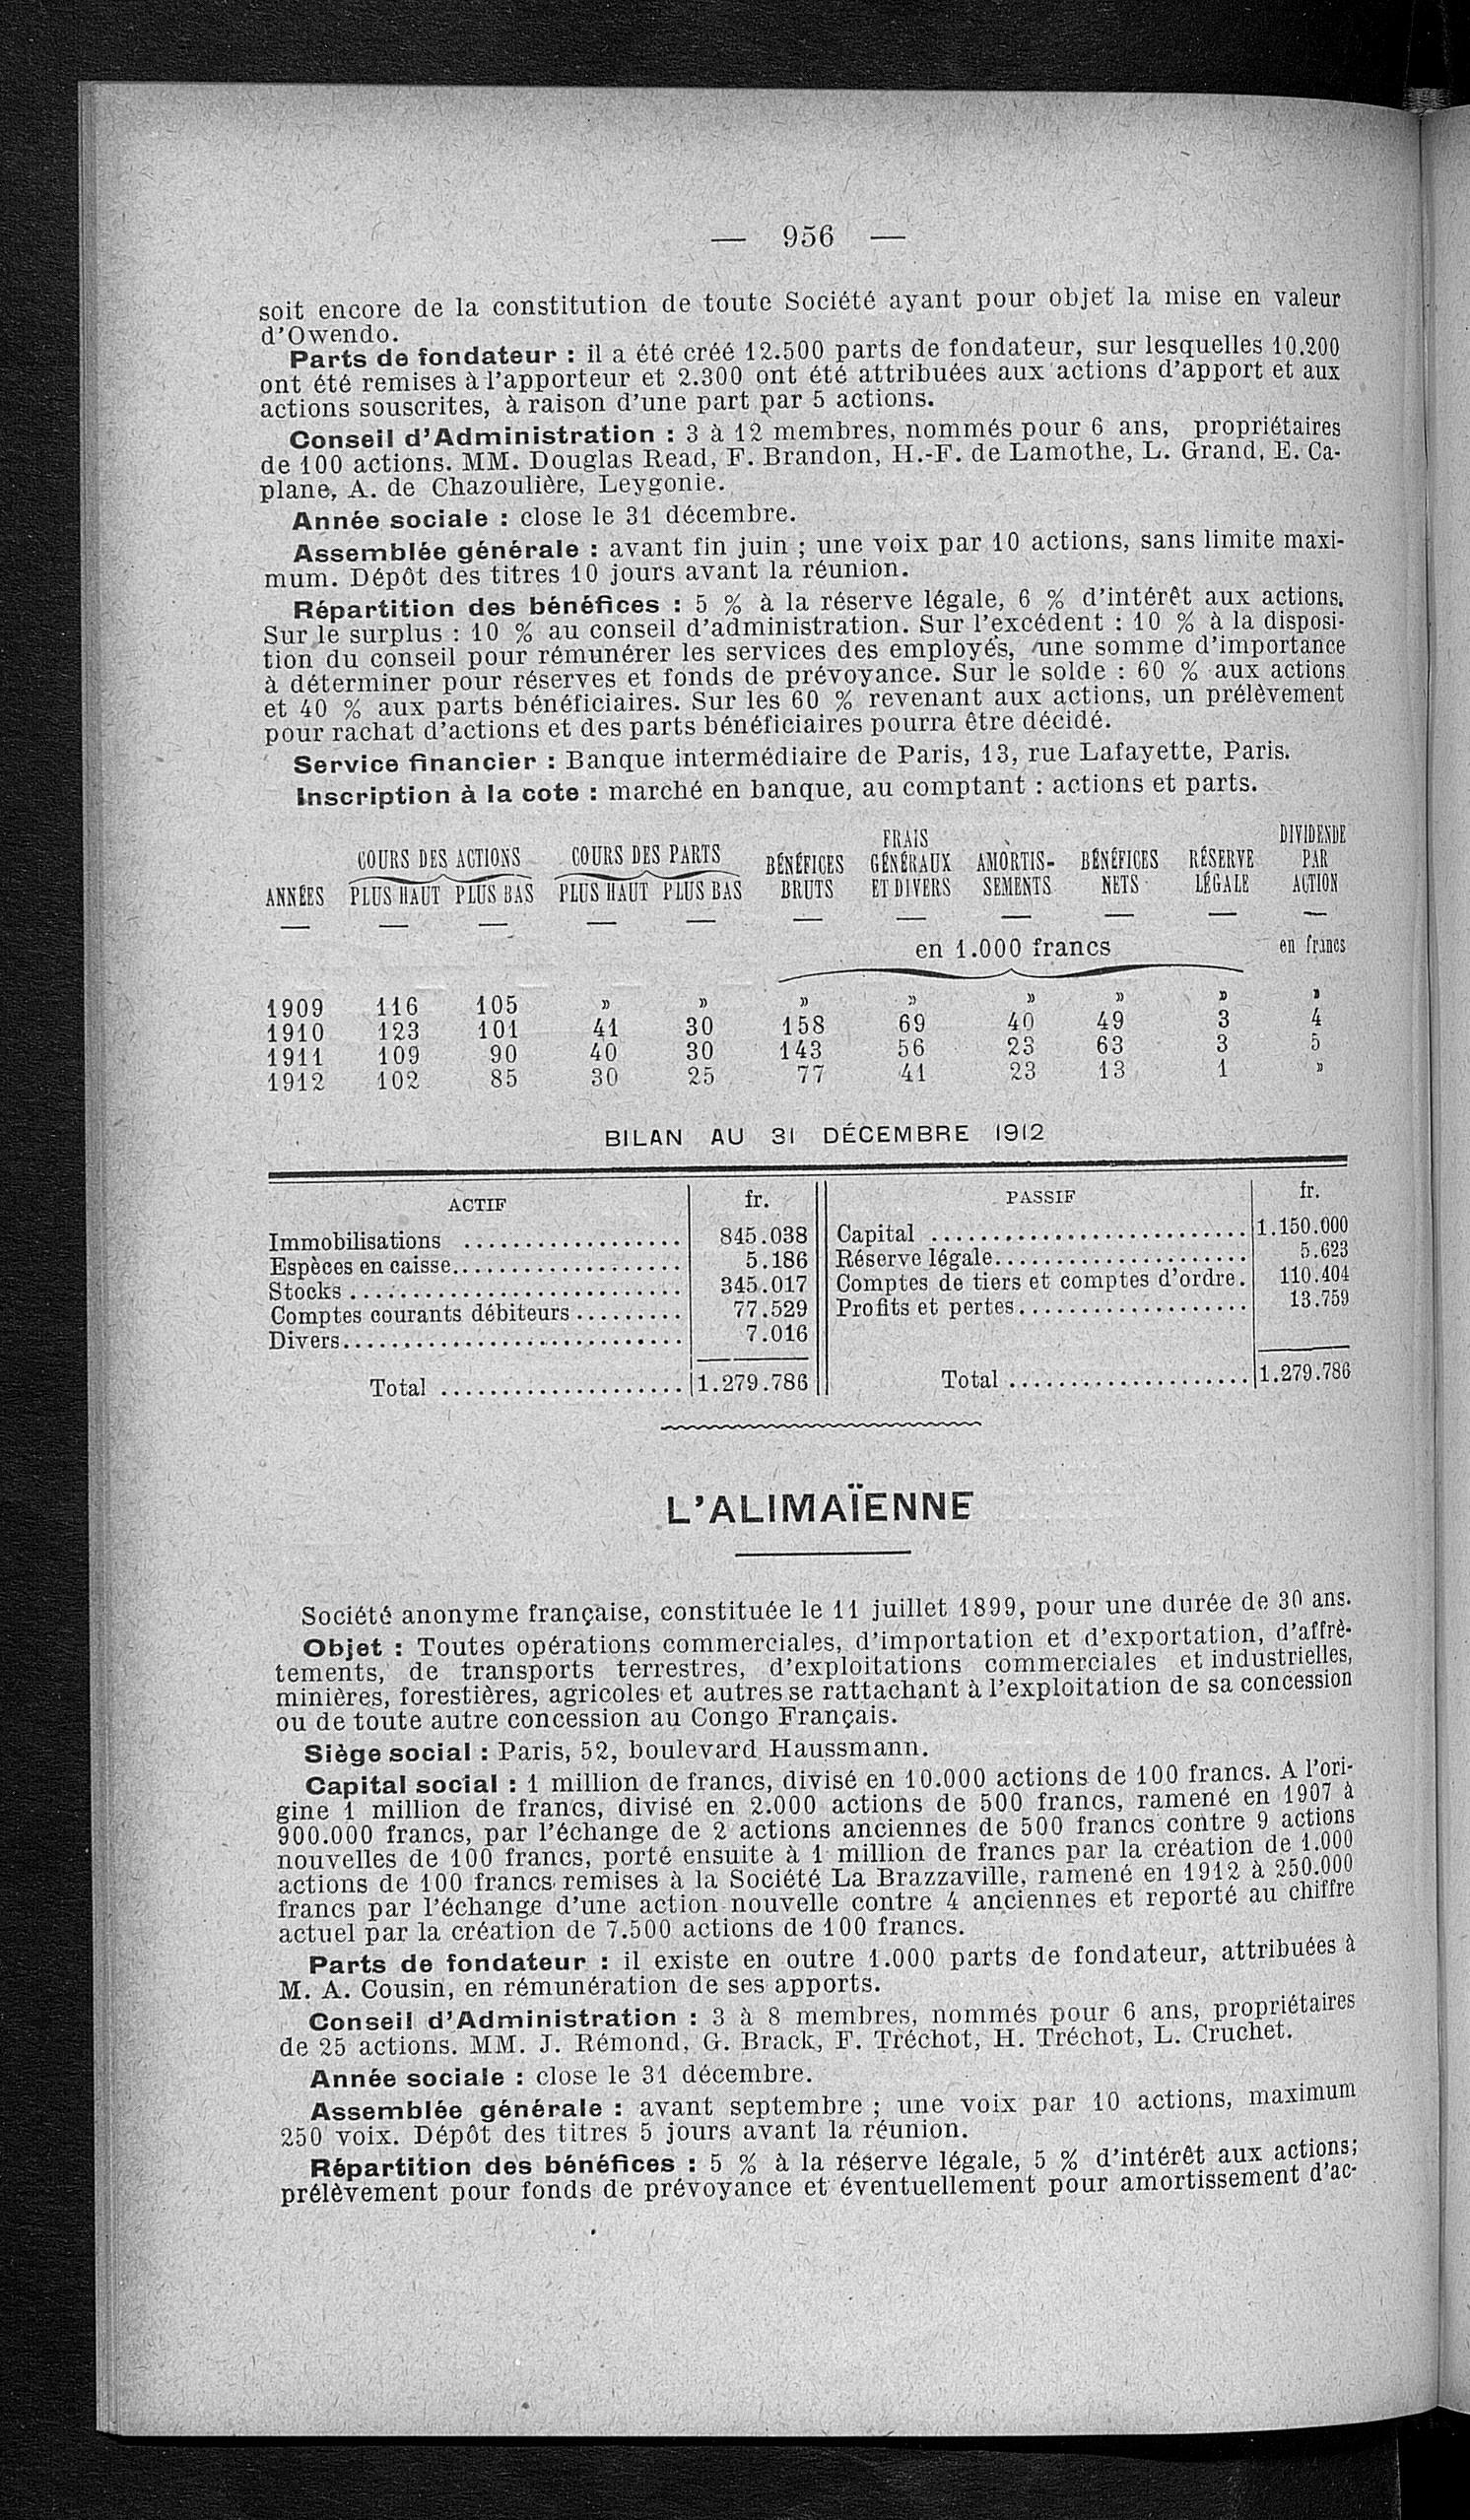 — 956 —
soit encore de la constitution de toute Société ayant pour objet la mise en valeur
d'Owendo.
Parts de fondateur : il a été créé 12.500 parts de fondateur, sur lesquelles 10.200
ont été remises à l'apporteur et 2.300 ont été attribuées aux actions d'apport et aux
actions souscrites, à raison d'une part par 5 actions.
Conseil d'Administration : 3 à 12 membres, nommés pour 6 ans, propriétaires
de 100 actions. MM. Douglas Read, F. Brandon, H.-F. de Lamothe, L. Grand, E. Ca-
plane, A. de Chazoulière, Leygonie.
Année sociale : close le 31 décembre.
Assemblée générale : avant fin juin ; une voix par 10 actions, sans limite maxi-
mum. Dépôt des titres 10 jours avant la réunion.
Répartition des bénéfices : 5 % à la réserve légale, 6 % d'intérêt aux actions.
Sur le surplus : 10 % au conseil d'administration. Sur l'excédent : 10 % à la disposi-
tion du conseil pour rémunérer les services des employés, une somme d'importance
à déterminer pour réserves et fonds de prévoyance. Sur le solde : 60 % aux actions
et 40 % aux parts bénéficiaires. Sur les 60 % revenant aux actions, un prélèvement
pour rachat d'actions et des parts bénéficiaires pourra être décidé.
Service financier : Banque intermédiaire de Paris, 13, rue Lafayette, Paris.
Inscription à la cote : marché en banque, au comptant : actions et parts.
FRAIS DIVIDENDE
COURS DES ACTIONS COURS DES PARTS BÉNÉFICES GÉNÉRAUX AMORTIS- BÉNÉFICES RÉSERVE PAR
ANNÉES PLUS HAUT PLUS BAS PLUS HAUT PLUS BAS BRUTS ET DIVERS SEMENTS NETS LÉGALE ACTION
— — — — — — — — — — —
en 1.000 francs en francs
1909 116 105 » » » » » » » »
1910 123 101 41 30 158 69 40 49 3 4
1911 109 90 40 30 143 56 23 63 3 5
1912 102 85 30 25 77 41 23 13 1 »
BILAN AU 31 DÉCEMBRE 1912
ACTIF fr. PASSIF fr.
Immobilisations .................. 845.038 Capital .......................... 1.150.000
Espèces en caisse................... 5.186 Réserve légale..................... 5.623
Stocks ........................... 345.017 Comptes de tiers et comptes d'ordre. 110.404
Comptes courants débiteurs ......... 77.529 Profits et pertes................... 13.759
Divers............................ 7.016
Total .................... 1.279.786 Total .................... 1.279.786
L'ALIMAÏENNE
Société anonyme française, constituée le 11 juillet 1899, pour une durée de 30 ans.
Objet : Toutes opérations commerciales, d'importation et d'exportation, d'affrè-
tements, de transports terrestres, d'exploitations commerciales et industrielles,
minières, forestières, agricoles et autres se rattachant à l'exploitation de sa concession
ou de toute autre concession au Congo Français.
Siège social : Paris, 52, boulevard Haussmann.
Capital social : 1 million de francs, divisé en 10.000 actions de 100 francs. A l'ori-
gine 1 million de francs, divisé en 2.000 actions de 500 francs, ramené en 1907 à
900.000 francs, par l'échange de 2 actions anciennes de 500 francs contre 9 actions
nouvelles de 100 francs, porté ensuite à 1 million de francs par la création de 1.000
actions de 100 francs remises à la Société La Brazzaville, ramené en 1912 à 250.000
francs par l'échange d'une action nouvelle contre 4 anciennes et reporté au chiffre
actuel par la création de 7.500 actions de 100 francs.
Parts de fondateur : il existe en outre 1.000 parts de fondateur, attribuées à
M. A. Cousin, en rémunération de ses apports.
Conseil d'Administration : 3 à 8 membres, nommés pour 6 ans, propriétaires
de 25 actions. MM. J. Rémond, G. Brack, F. Tréchot, H. Tréchot, L. Cruchet.
Année sociale : close le 31 décembre.
Assemblée générale : avant septembre ; une voix par 10 actions, maximum
250 voix. Dépôt des titres 5 jours avant la réunion.
Répartition des bénéfices : 5 % à la réserve légale, 5 % d'intérêt aux actions;
prélèvement pour fonds de prévoyance et éventuellement pour amortissement d'ac-